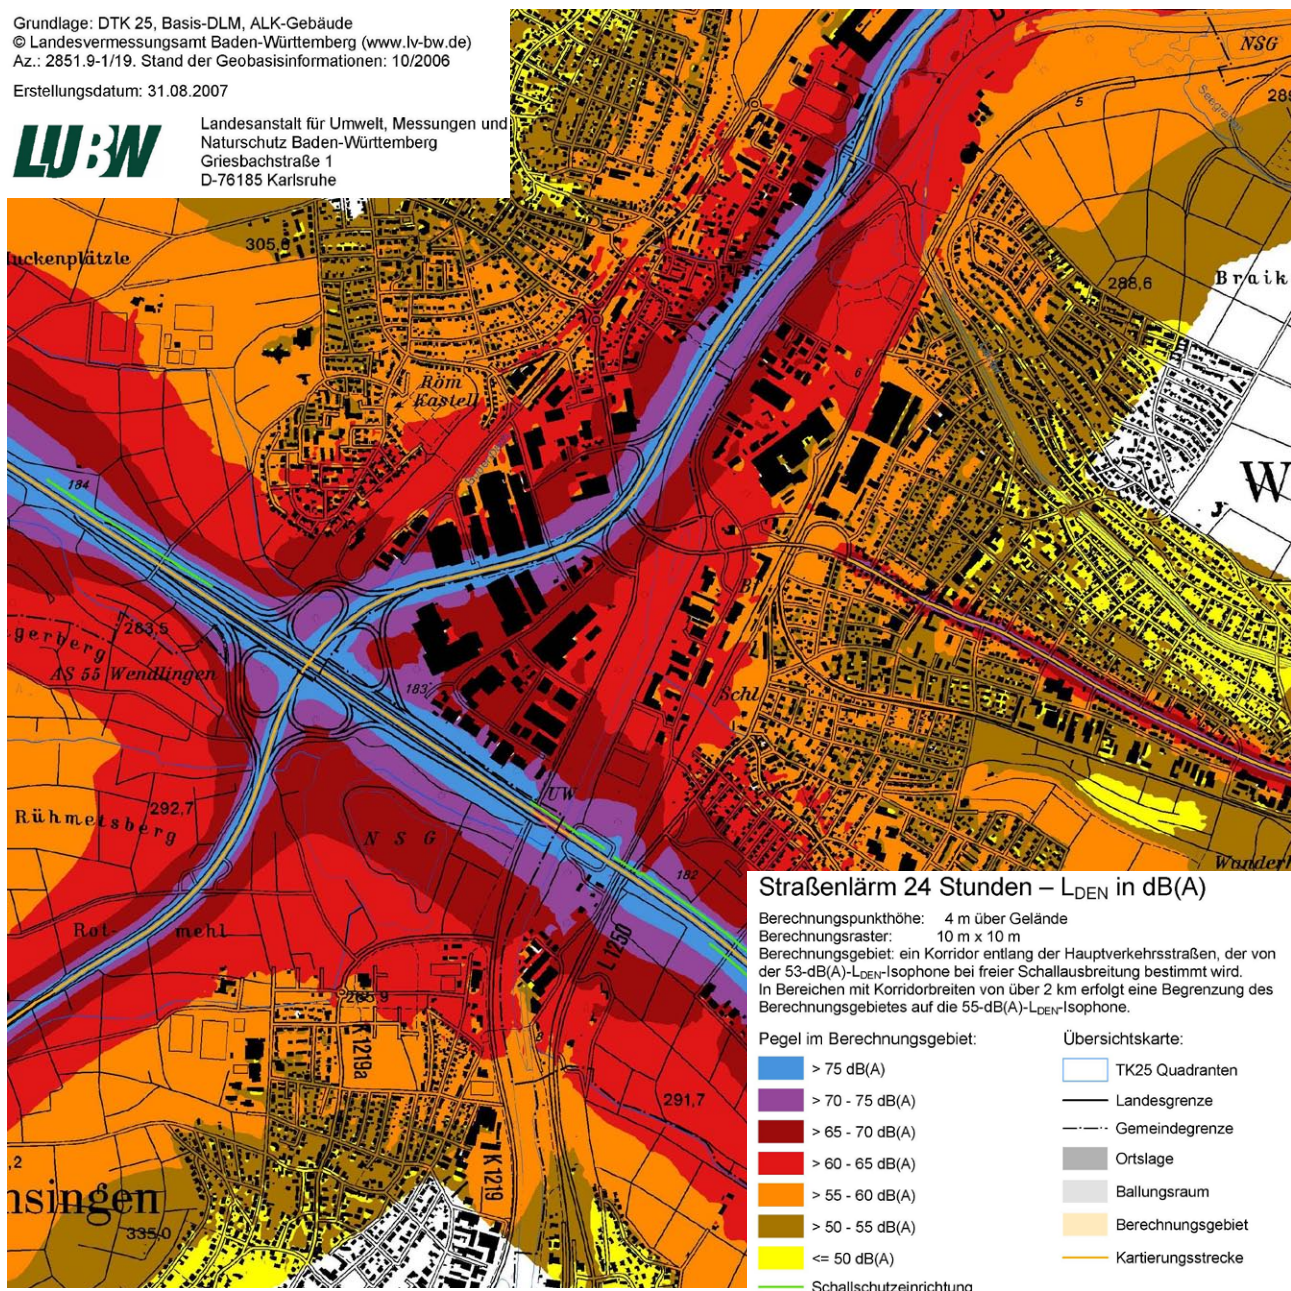 Grundlage: DTK 25, Basis-DLM, ALK-Gebäude
© Landesvermessungsamt Baden-Württemberg (www.lv-bw.de)
Az.: 2851.9-1/19. Stand der Geobasisinformationen: 10/2006
Erstellungsdatum: 31.08.2007
LUBW
Landesanstalt für Umwelt, Messungen und
Naturschutz Baden-Württemberg
Griesbachstraße 1
D-76185 Karlsruhe
NSG
5
Seegraben
289
305,
uckenplätzle
288,6
Braik
Röm
Kastell
6
W
184
283,5
gerberg
AS 55 Wendlingen
183
Schl
292,7
Rühmelsberg
UW
N S G
182
Wanderh
Rot-
mehl
L 1250
285,9
K 1219a
291,7
K 1219
,2
nsingen
335,0
Straßenlärm 24 Stunden – LDEN in dB(A)
Berechnungspunkthöhe: 4 m über Gelände
Berechnungsraster: 10 m x 10 m
Berechnungsgebiet: ein Korridor entlang der Hauptverkehrsstraßen, der von
der 53-dB(A)-LDEN-Isophone bei freier Schallausbreitung bestimmt wird.
In Bereichen mit Korridorbreiten von über 2 km erfolgt eine Begrenzung des
Berechnungsgebietes auf die 55-dB(A)-LDEN-Isophone.
Pegel im Berechnungsgebiet:
> 75 dB(A)
> 70 - 75 dB(A)
> 65 - 70 dB(A)
> 60 - 65 dB(A)
> 55 - 60 dB(A)
> 50 - 55 dB(A)
<= 50 dB(A)
Schallschutzeinrichtung
Übersichtskarte:
TK25 Quadranten
Landesgrenze
Gemeindegrenze
Ortslage
Ballungsraum
Berechnungsgebiet
Kartierungsstrecke